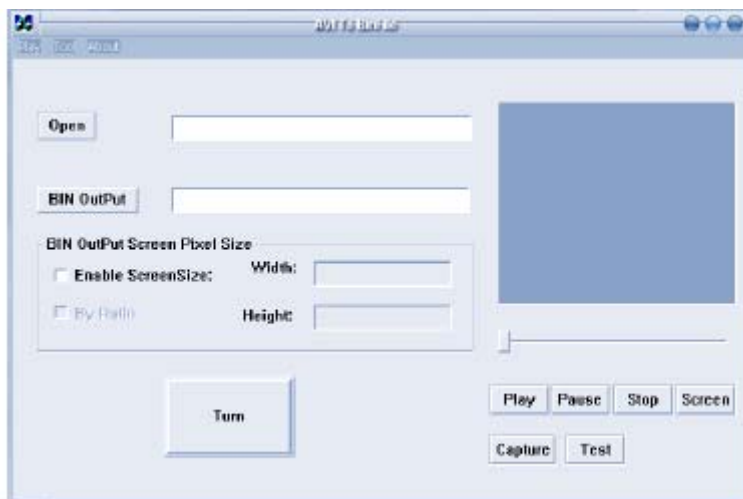 About
Open
BIN OutPut
BIN OutPut Screen Pixel Size
Enable ScreenSize:
Width:
By Ratio
Height:
Turn
Play Pause Stop Screen
Capture Test